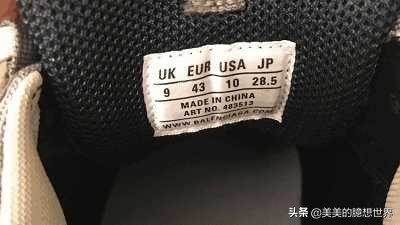 UK EUR USA JP
9 43 10 28.5
MADE IN CHINA
ART NO. 483513
WWW.BALENCIAGA.COM
头条 @美美的臆想世界